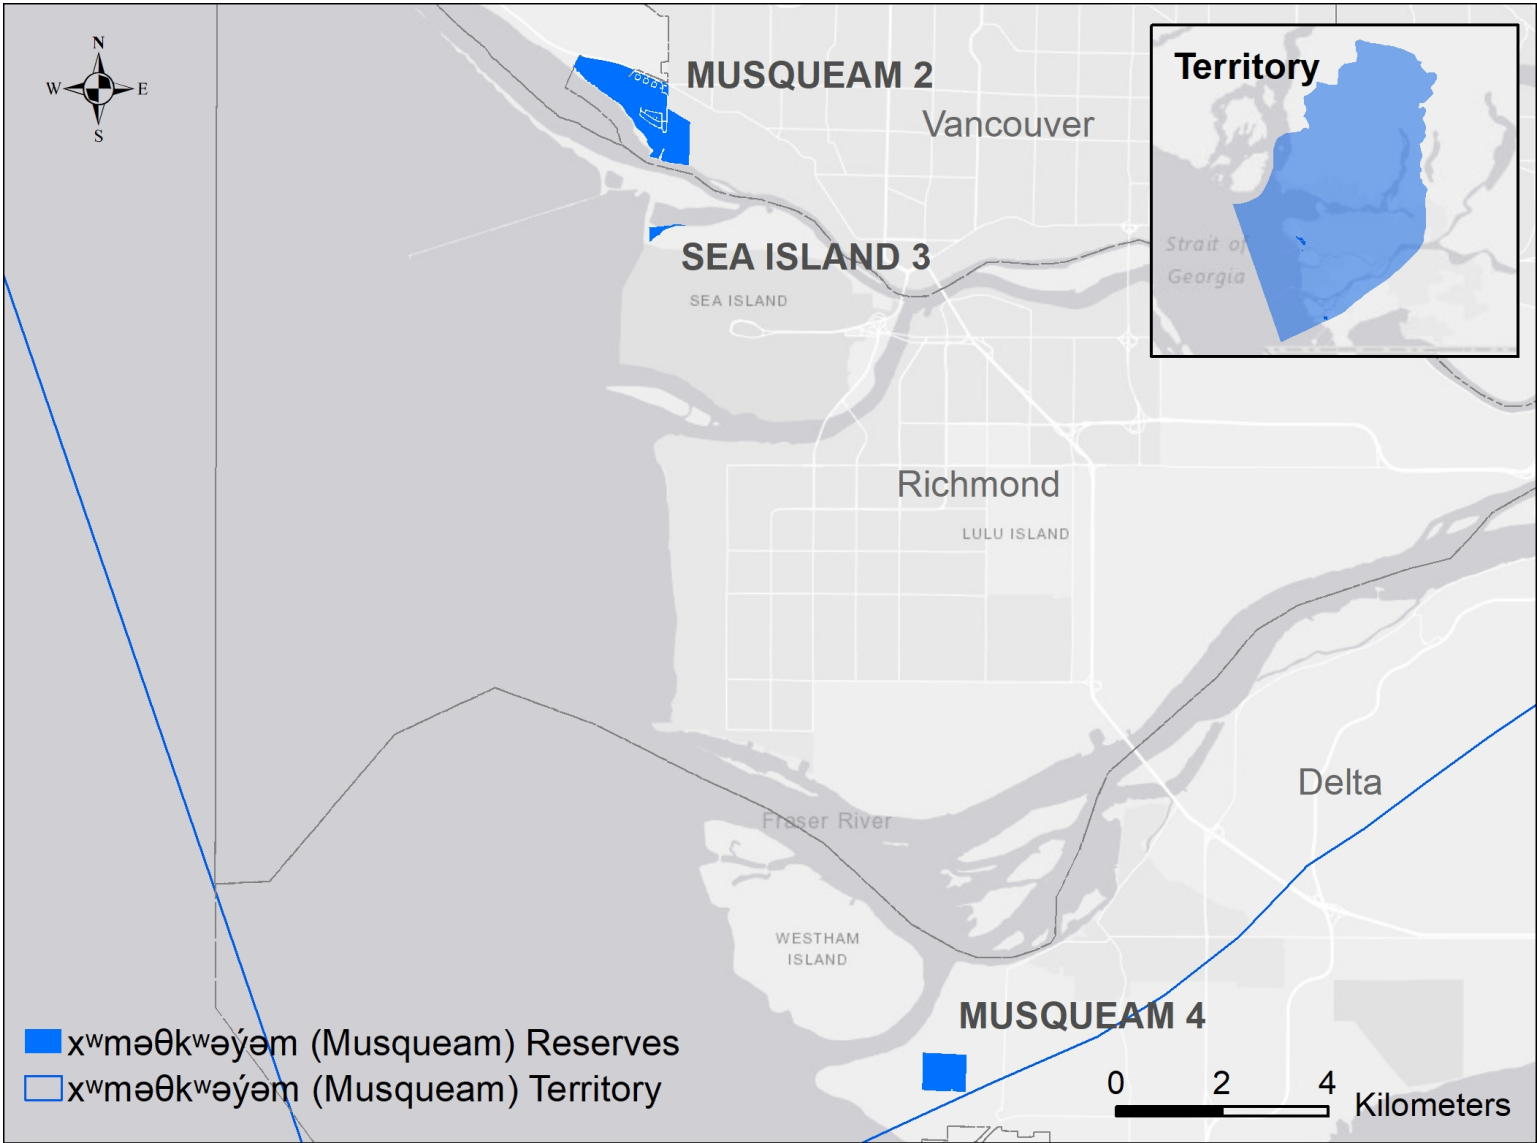 N
W E
S
MUSQUEAM 2
Vancouver
Territory
Strait of
Georgia
SEA ISLAND 3
SEA ISLAND
Richmond
LULU ISLAND
Delta
Fraser River
WESTHAM
ISLAND
MUSQUEAM 4
xʷməθkʷəy̓əm (Musqueam) Reserves
xʷməθkʷəy̓əm (Musqueam) Territory
0 2 4
Kilometers